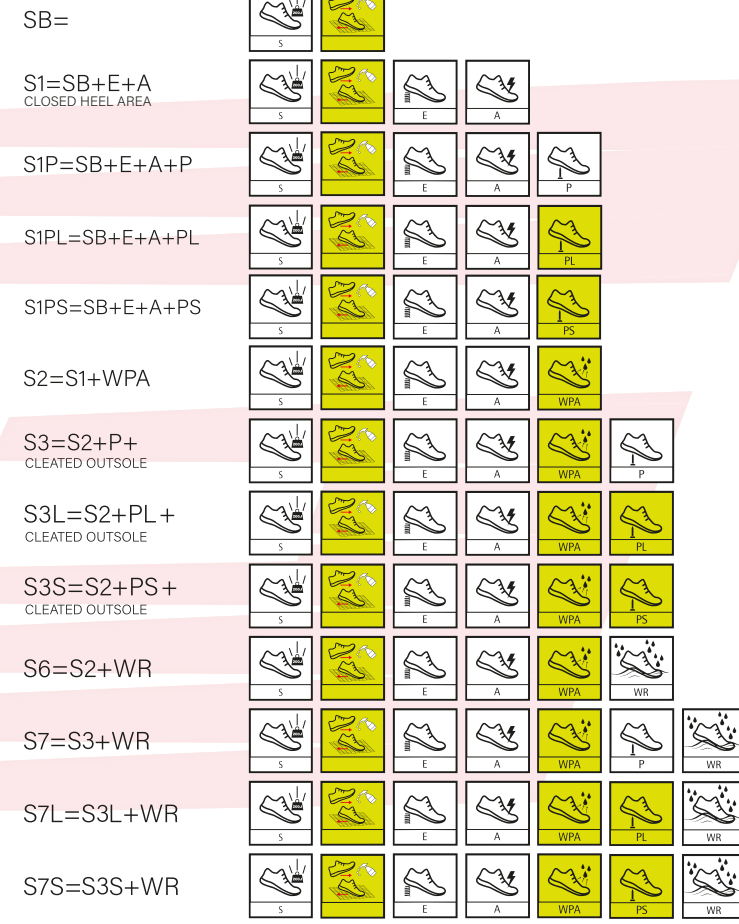 SB=
S
S1=SB+E+A
CLOSED HEEL AREA
S E A
S1P=SB+E+A+P
S E A P
S1PL=SB+E+A+PL
S E A PL
S1PS=SB+E+A+PS
S E A PS
S2=S1+WPA
S E A WPA
S3=S2+P+
CLEATED OUTSOLE
S E A WPA P
S3L=S2+PL+
CLEATED OUTSOLE
S E A WPA PL
S3S=S2+PS+
CLEATED OUTSOLE
S E A WPA PS
S6=S2+WR
S E A WPA WR
S7=S3+WR
S E A WPA P WR
S7L=S3L+WR
S E A WPA PL WR
S7S=S3S+WR
S E A WPA PS WR